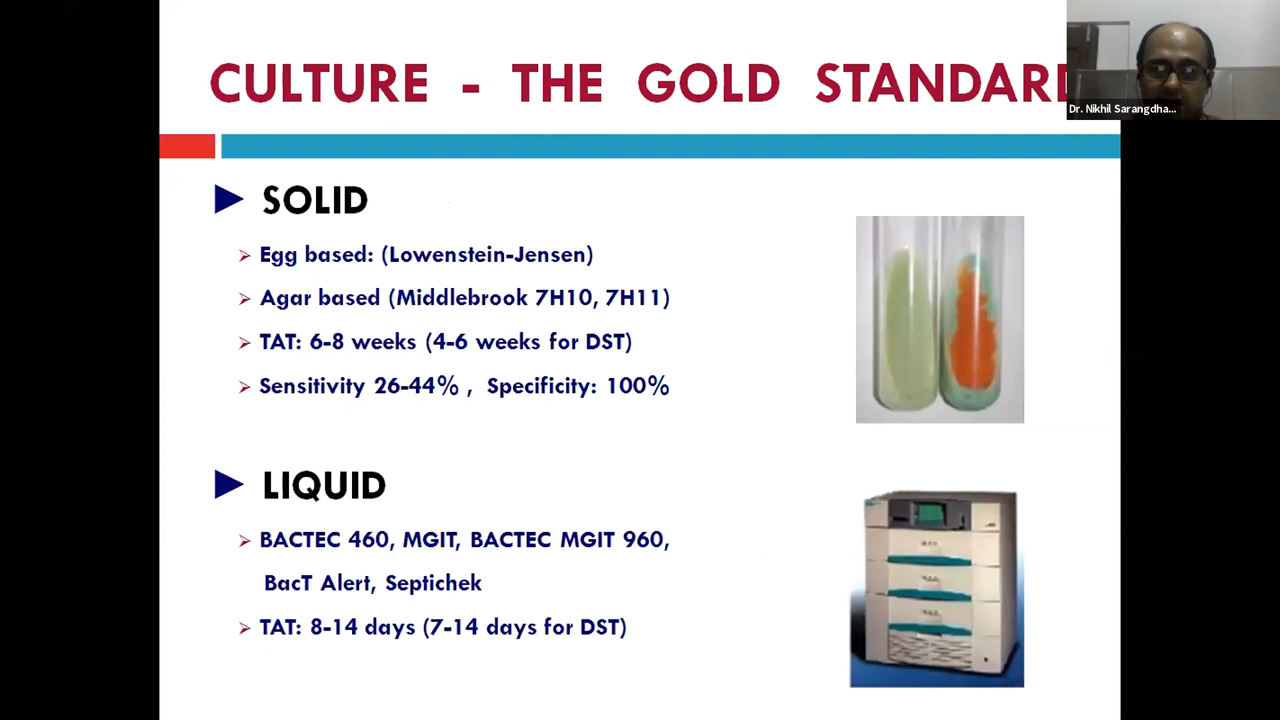 CULTURE - THE GOLD STANDARD
Dr. Nikhil Sarangdha...
► SOLID
➢ Egg based: (Lowenstein-Jensen)
➢ Agar based (Middlebrook 7H10, 7H11)
➢ TAT: 6-8 weeks (4-6 weeks for DST)
➢ Sensitivity 26-44% , Specificity: 100%
► LIQUID
➢ BACTEC 460, MGIT, BACTEC MGIT 960,
BacT Alert, Septichek
➢ TAT: 8-14 days (7-14 days for DST)